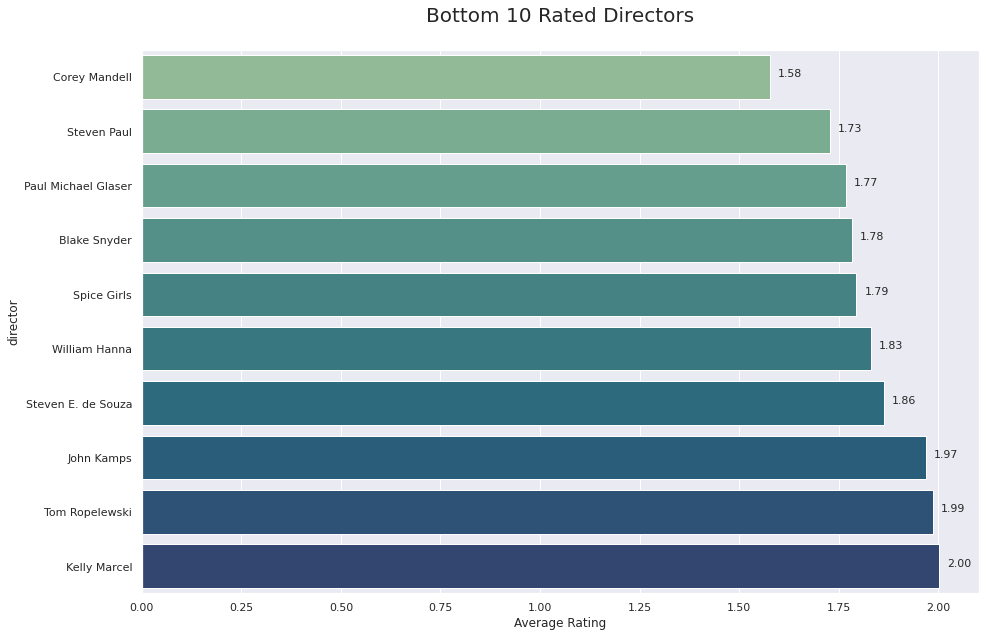 Bottom 10 Rated Directors
director
Corey Mandell 1.58
Steven Paul 1.73
Paul Michael Glaser 1.77
Blake Snyder 1.78
Spice Girls 1.79
William Hanna 1.83
Steven E. de Souza 1.86
John Kamps 1.97
Tom Ropelewski 1.99
Kelly Marcel 2.00
0.00 0.25 0.50 0.75 1.00 1.25 1.50 1.75 2.00
Average Rating